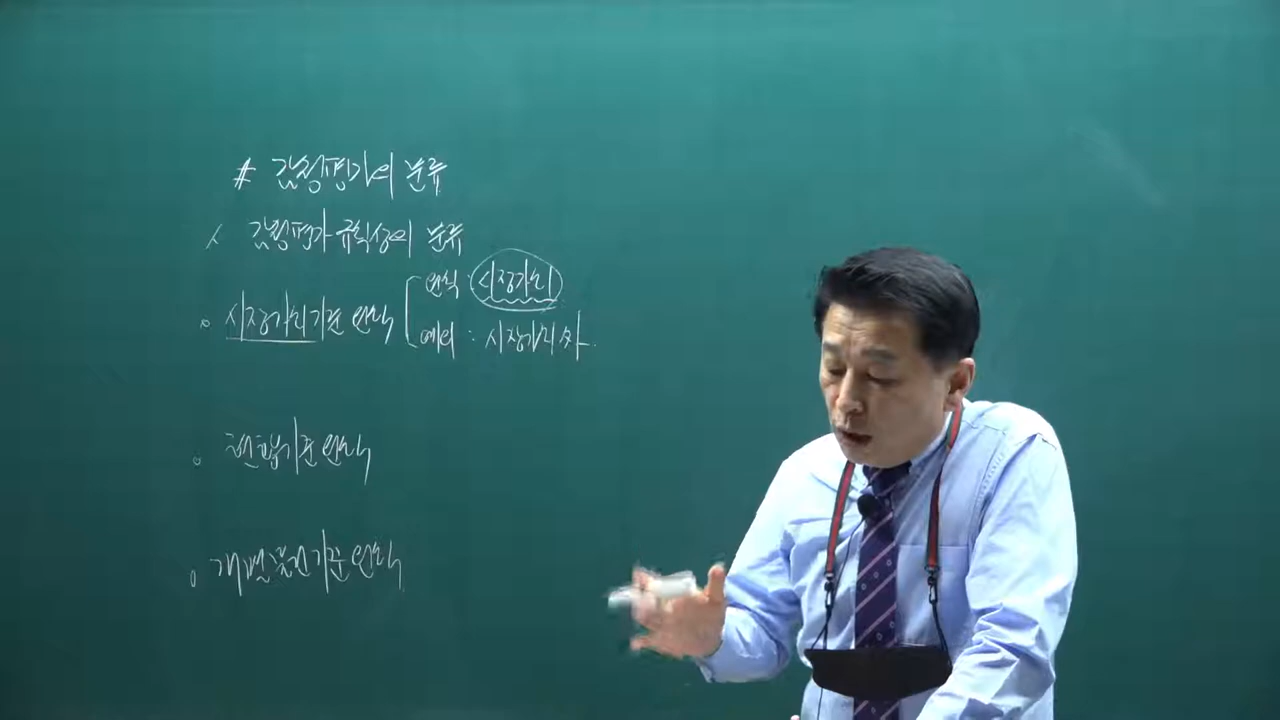 # 감정평가의 분류
1. 감정평가 규칙상의 분류
o 시장가치기준 원칙
원칙 : 시장가치
예외 : 시장가치 外.
o 현황기준 원칙
o 개별물건기준 원칙